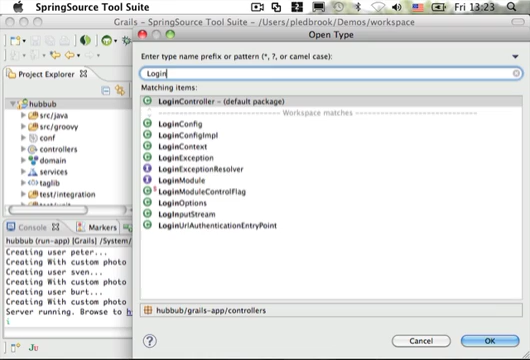 SpringSource Tool Suite
Fri 13:23
Grails - SpringSource Tool Suite - /Users/pledbrook/Demos/workspace
Open Type
Enter type name prefix or pattern (*, ?, or camel case):
Login
Matching items:
LoginController - (default package)
Workspace matches
LoginConfig
LoginConfigImpl
LoginContext
LoginException
LoginExceptionResolver
LoginModule
LoginModuleControlFlag
LoginOptions
LoginputStream
LoginUrlAuthenticationEntryPoint
hubbub/grails-app/controllers
Cancel
OK
Project Explorer
hubbub
src/java
src/groovy
conf
controllers
domain
services
taglib
test/integration
Console
Markers
hubbub (run-app) [Grails] /System/
Creating user peter...
Creating With custom photo
Creating user sven...
Creating With custom photo
Creating user burt...
Creating With custom photo
Server running. Browse to h
Ju